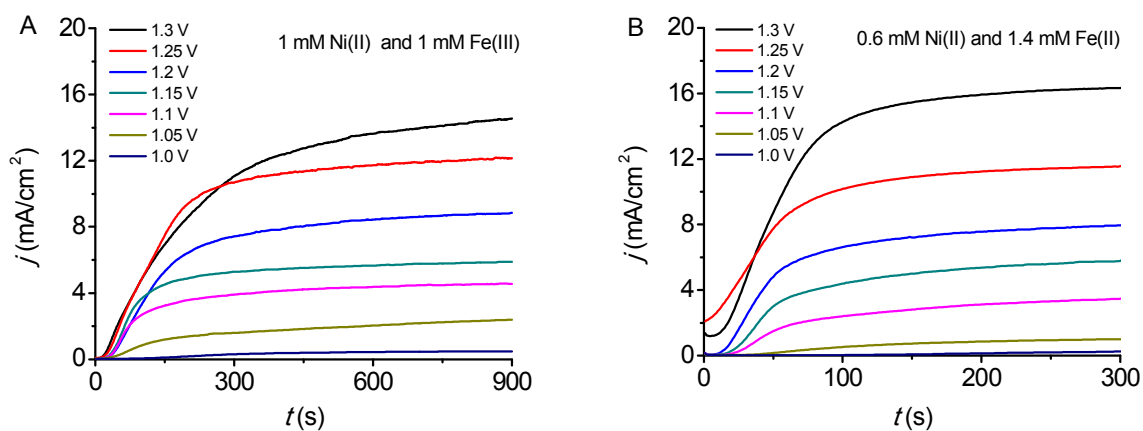 A
1 mM Ni(II) and 1 mM Fe(III)
1.3 V
1.25 V
1.2 V
1.15 V
1.1 V
1.05 V
1.0 V
j (mA/cm²)
20
16
12
8
4
0
0 300 600 900
t (s)
B
0.6 mM Ni(II) and 1.4 mM Fe(II)
1.3 V
1.25 V
1.2 V
1.15 V
1.1 V
1.05 V
1.0 V
j (mA/cm²)
20
16
12
8
4
0
0 100 200 300
t (s)